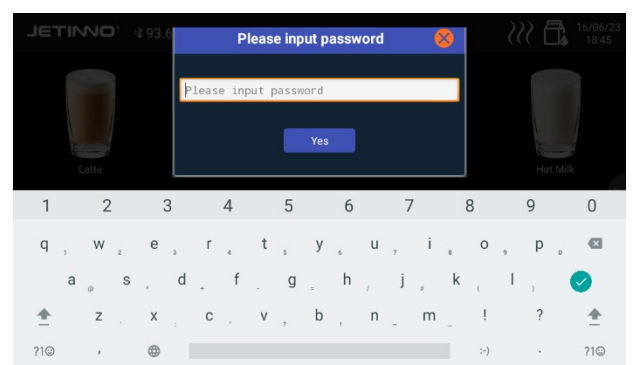 JETINNO
93.6
Please input password
16/06/23
18:45
Please input password
Yes
Latte
Hot Milk
1 2 3 4 5 6 7 8 9 0
q w e r t y u i o p
a s d f g h j k l
z x c v b n m ! ?
?1☺ , :-) . ?1☺